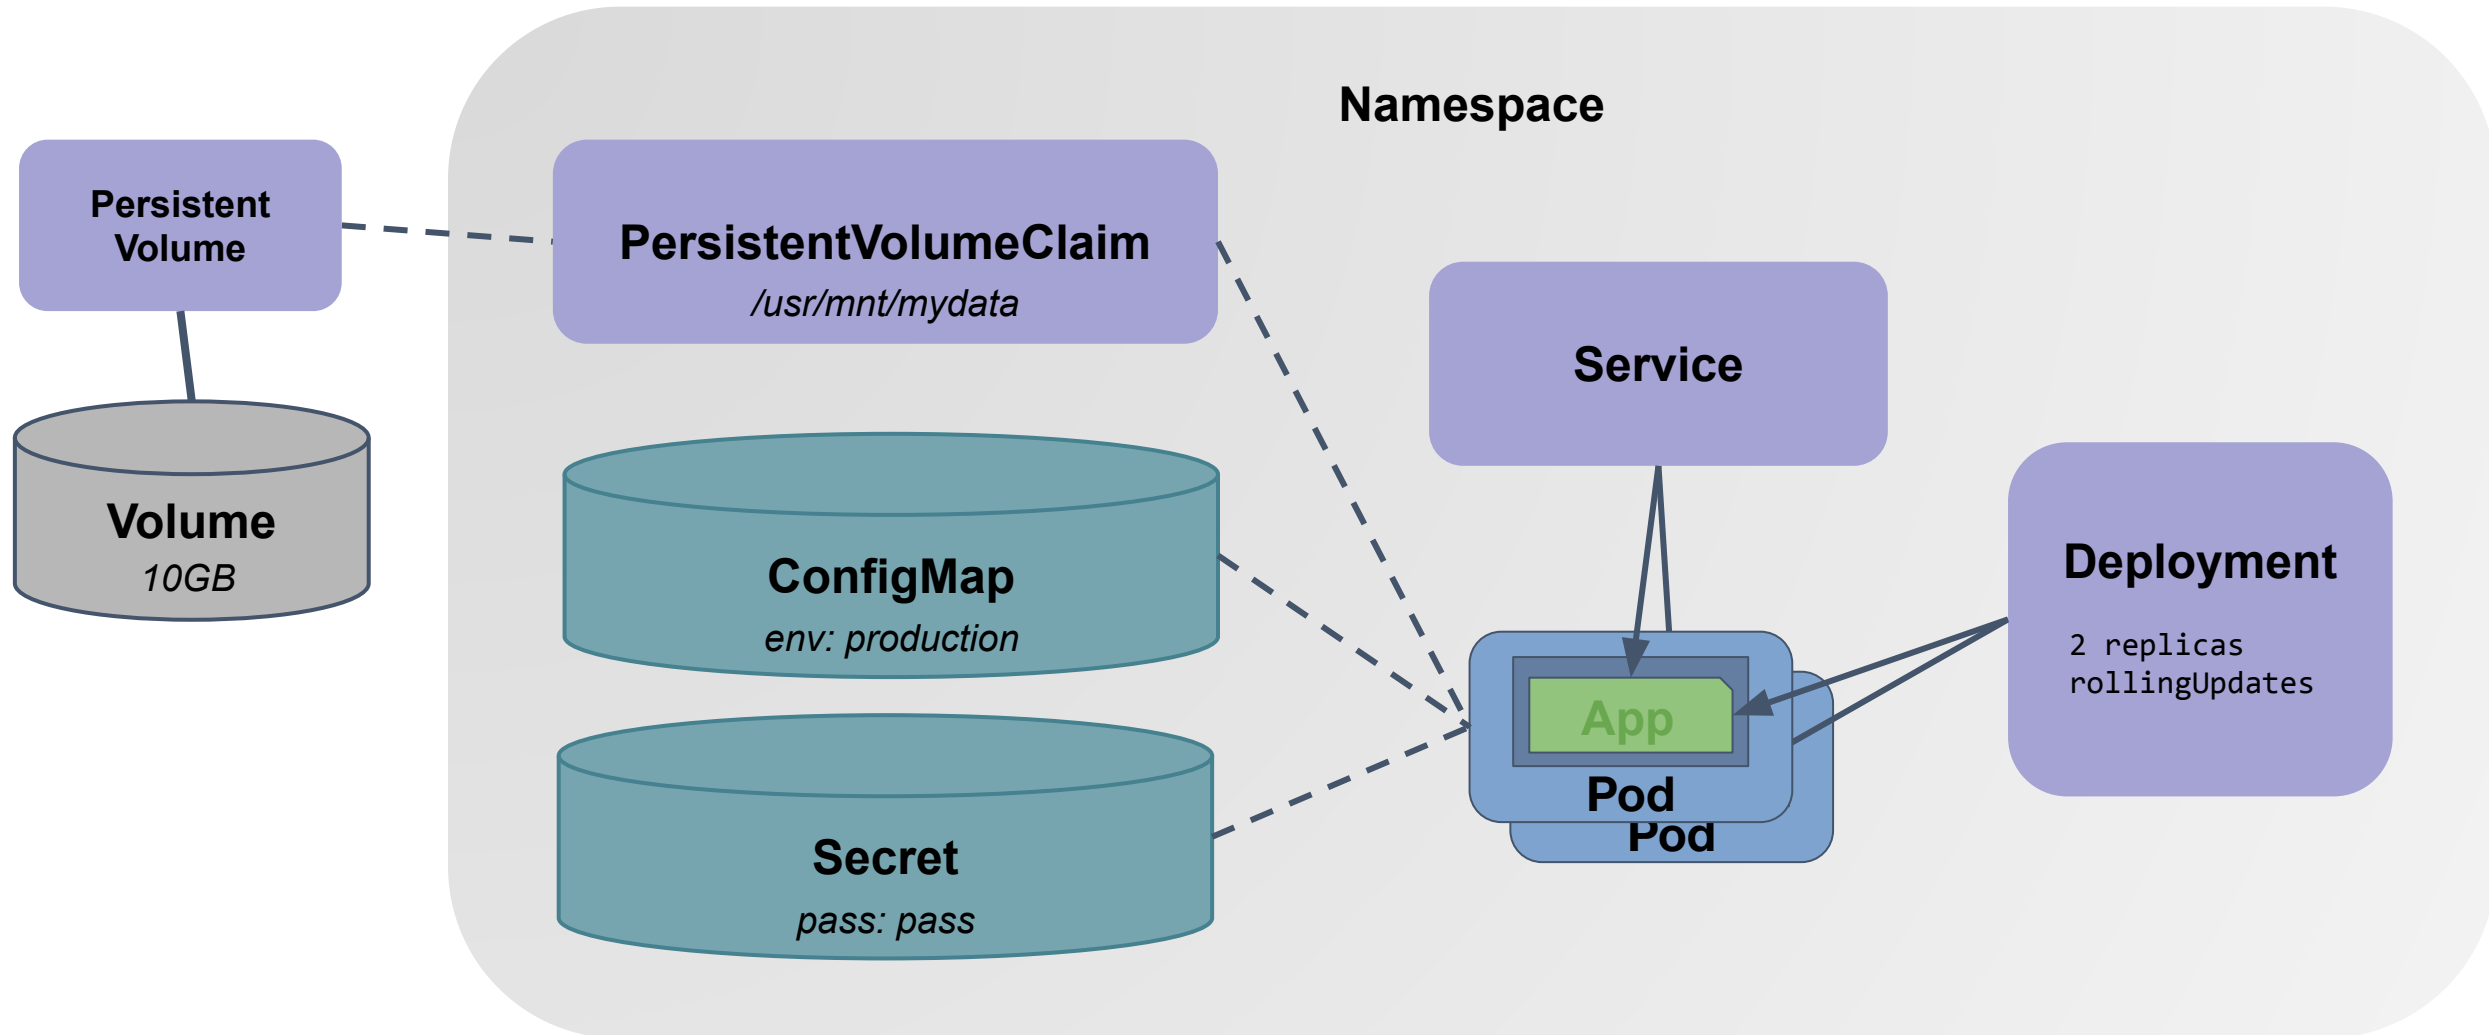 Namespace
Persistent
Volume
PersistentVolumeClaim
/usr/mnt/mydata
Service
Volume
10GB
ConfigMap
env: production
Deployment
2 replicas
rollingUpdates
App
Pod
Pod
Secret
pass: pass